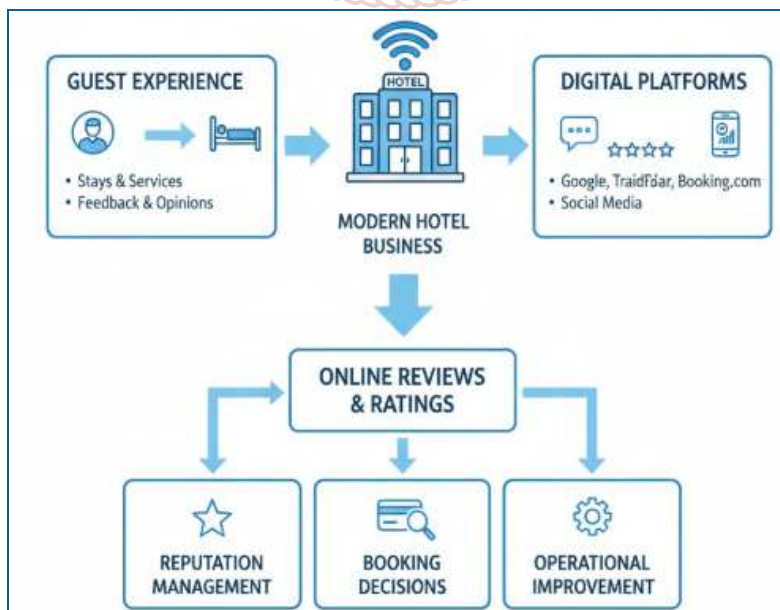 GUEST EXPERIENCE
• Stays & Services
• Feedback & Opinions
HOTEL
MODERN HOTEL
BUSINESS
DIGITAL PLATFORMS
• Google, Booking.com
• Social Media
ONLINE REVIEWS
& RATINGS
REPUTATION
MANAGEMENT
BOOKING
DECISIONS
OPERATIONAL
IMPROVEMENT